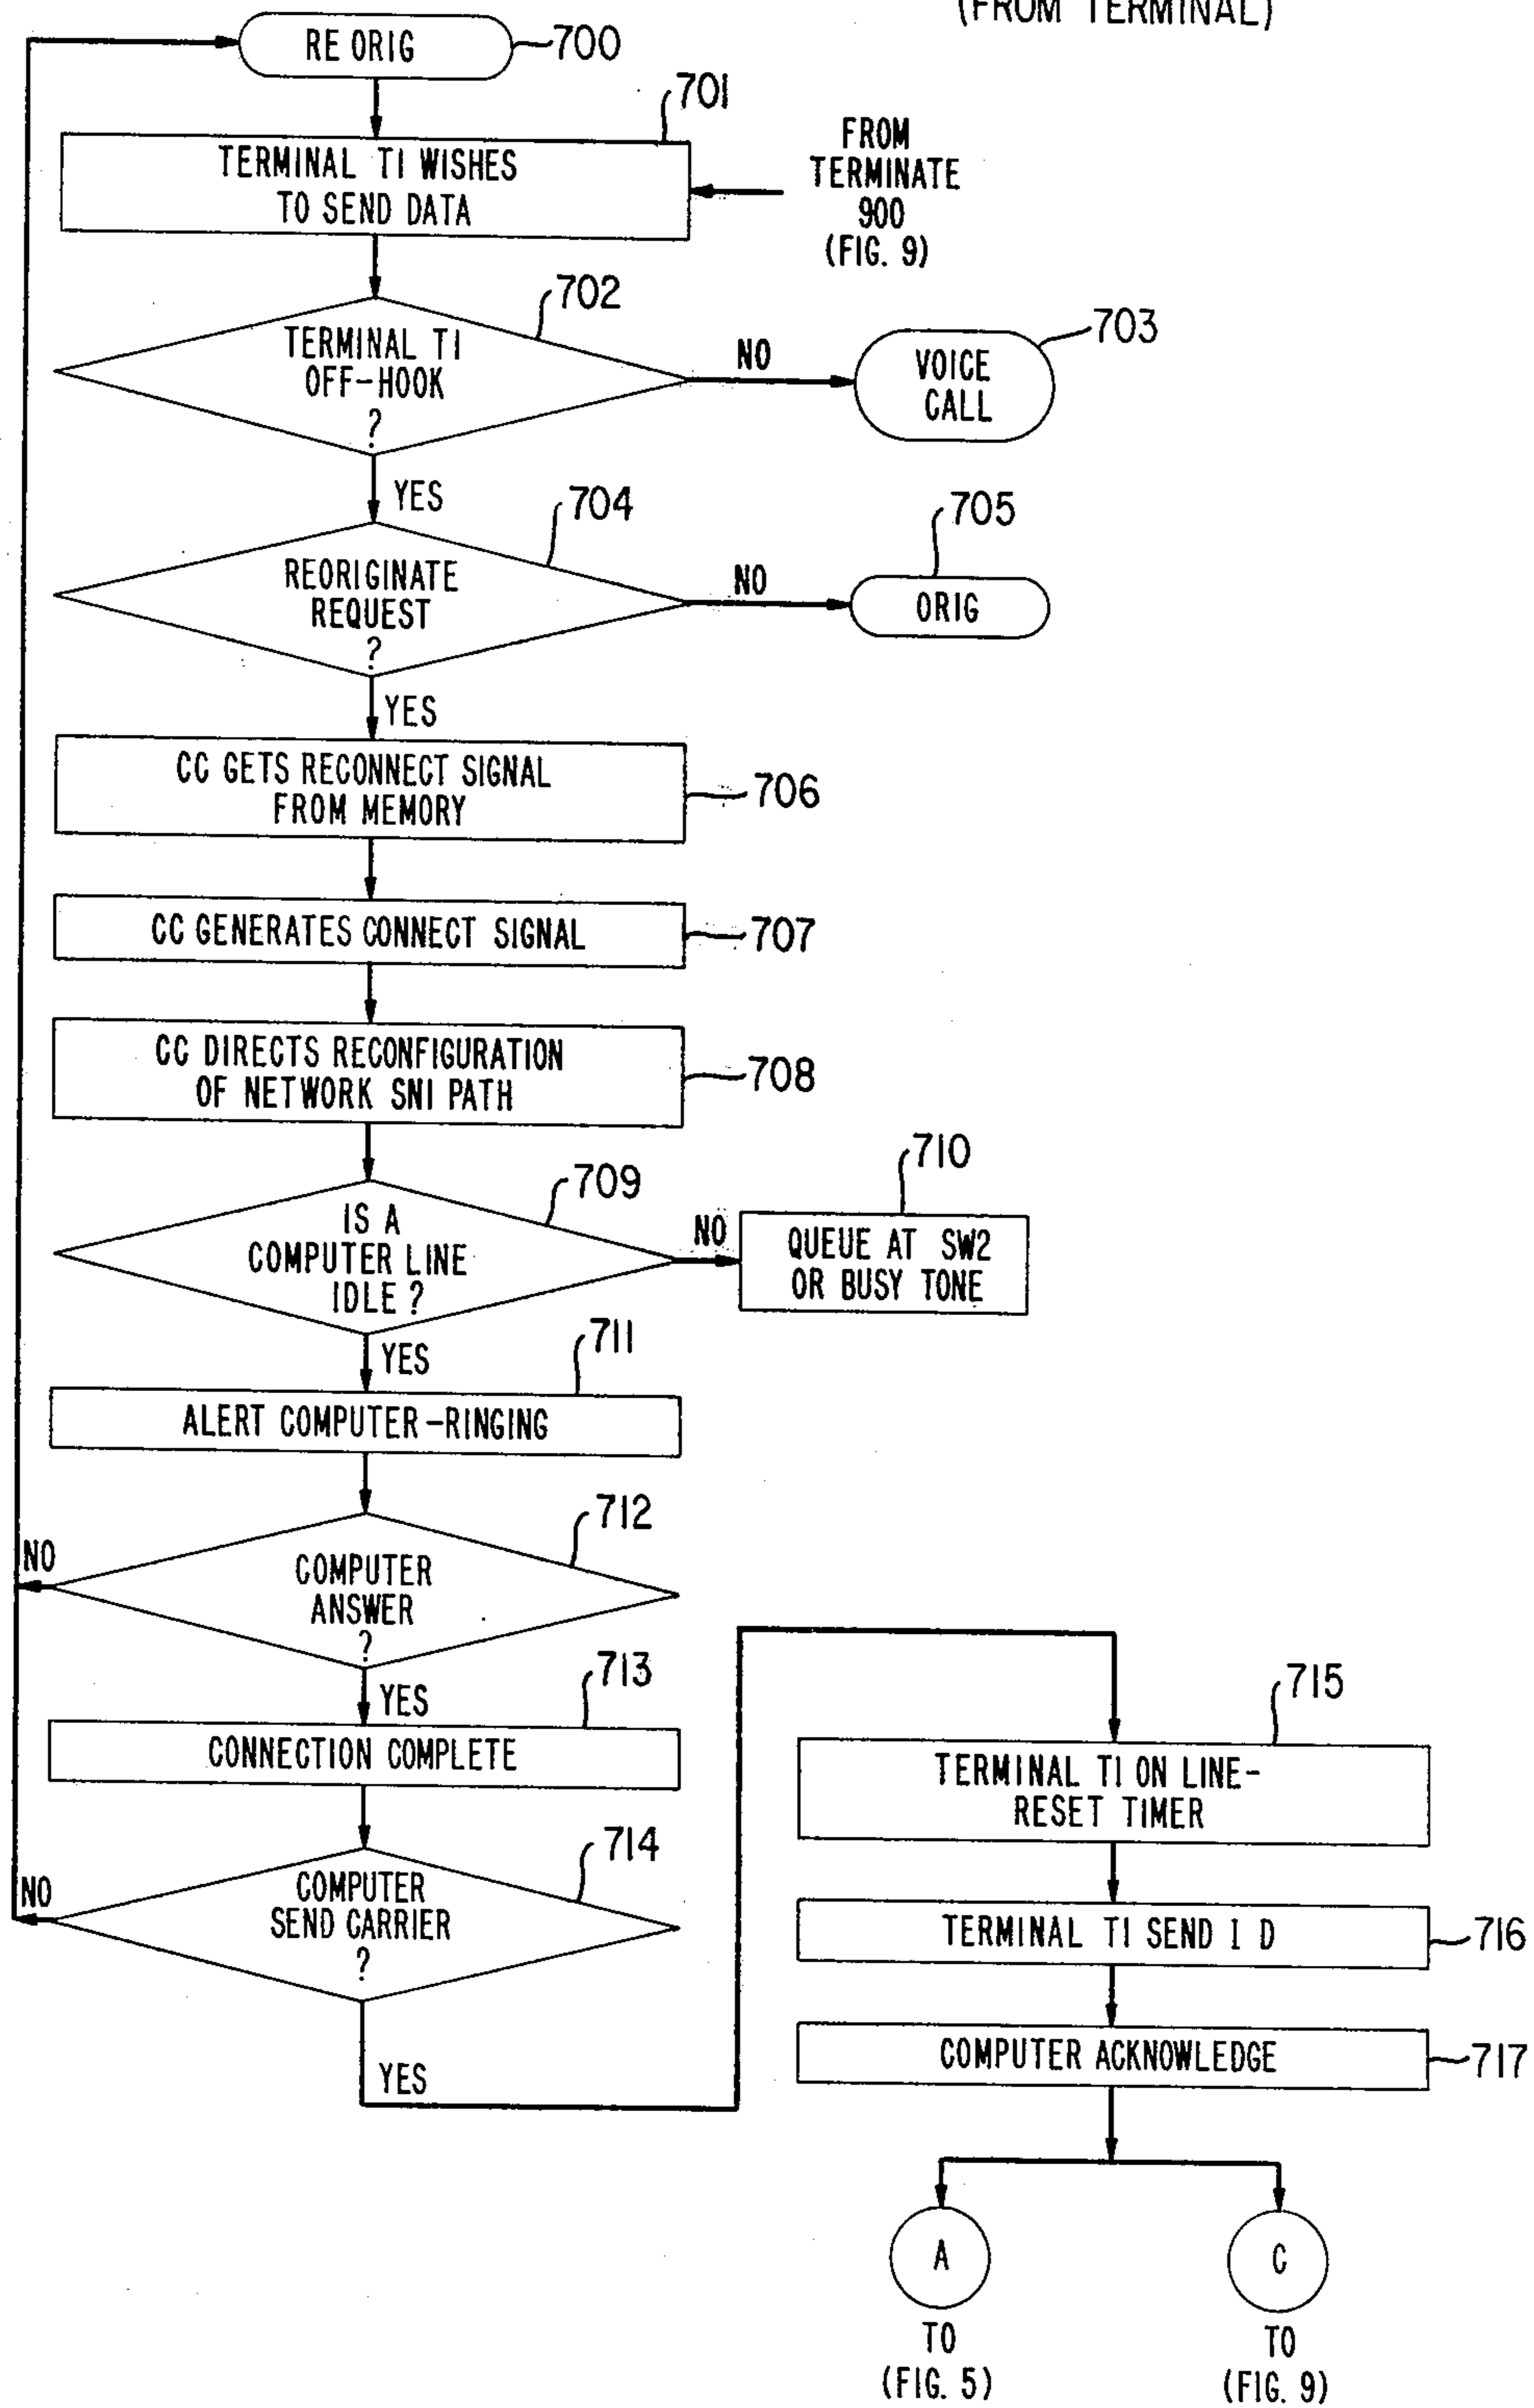 (FROM TERMINAL)
RE ORIG
700
701
TERMINAL T1 WISHES
TO SEND DATA
FROM
TERMINATE
900
(FIG. 9)
702
TERMINAL T1
OFF-HOOK
?
NO
703
VOICE
CALL
YES
704
REORIGINATE
REQUEST
?
NO
705
ORIG
YES
CC GETS RECONNECT SIGNAL
FROM MEMORY
706
CC GENERATES CONNECT SIGNAL
707
CC DIRECTS RECONFIGURATION
OF NETWORK SN1 PATH
708
709
IS A
COMPUTER LINE
IDLE ?
NO
710
QUEUE AT SW2
OR BUSY TONE
YES
711
ALERT COMPUTER-RINGING
712
COMPUTER
ANSWER
?
NO
YES
713
CONNECTION COMPLETE
714
COMPUTER
SEND CARRIER
?
NO
YES
715
TERMINAL T1 ON LINE-
RESET TIMER
TERMINAL T1 SEND I D
716
COMPUTER ACKNOWLEDGE
717
A
TO
(FIG. 5)
C
TO
(FIG. 9)